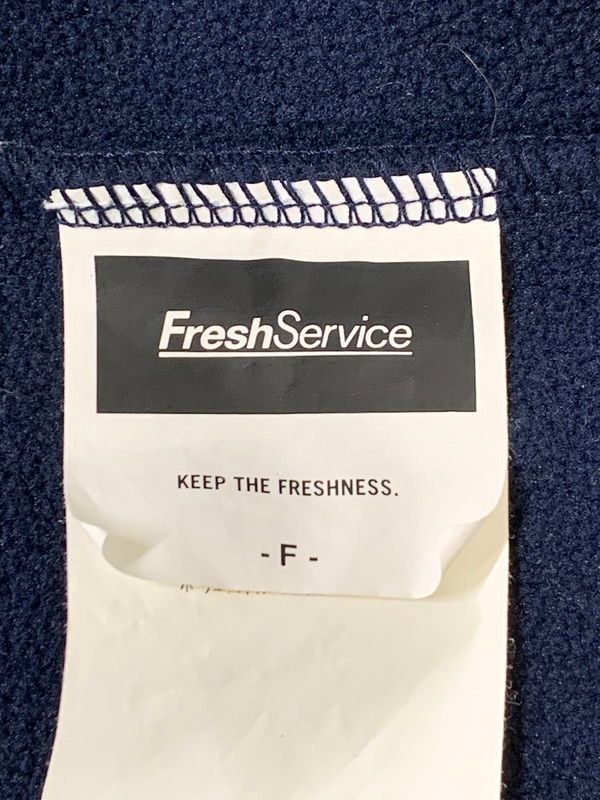 FreshService
KEEP THE FRESHNESS.
- F -